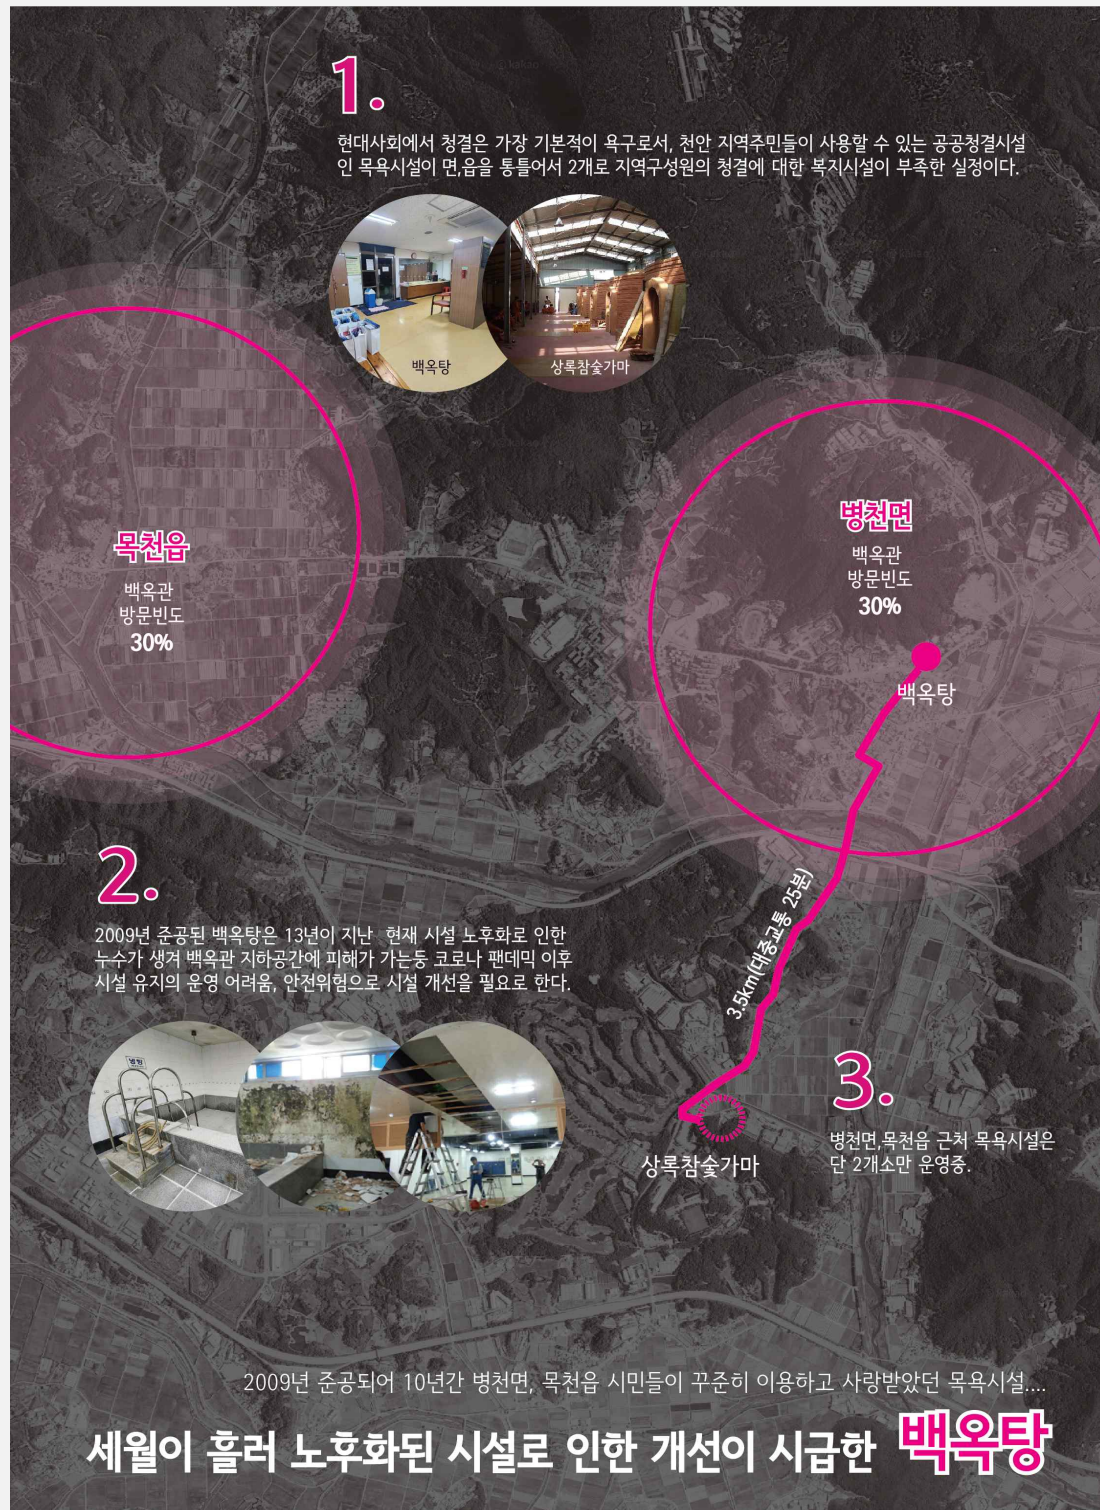 1.
현대사회에서 청결은 가장 기본적이 욕구로서, 천안 지역주민들이 사용할 수 있는 공공청결시설
인 목욕시설이 면,읍을 통틀어서 2개로 지역구성원의 청결에 대한 복지시설이 부족한 실정이다.
백옥탕
상록참숯가마
목천읍
백옥관
방문빈도
30%
병천면
백옥관
방문빈도
30%
백옥탕
3.5km(대중교통 25분)
상록참숯가마
2.
2009년 준공된 백옥탕은 13년이 지난 현재 시설 노후화로 인한
누수가 생겨 백옥관 지하공간에 피해가 가는둥 코로나 팬데믹 이후
시설 유지의 운영 어려움, 안전위험으로 시설 개선을 필요로 한다.
냉탕
3.
병천면,목천읍 근처 목욕시설은
단 2개소만 운영중.
2009년 준공되어 10년간 병천면, 목천읍 시민들이 꾸준히 이용하고 사랑받았던 목욕시설....
세월이 흘러 노후화된 시설로 인한 개선이 시급한 백옥탕